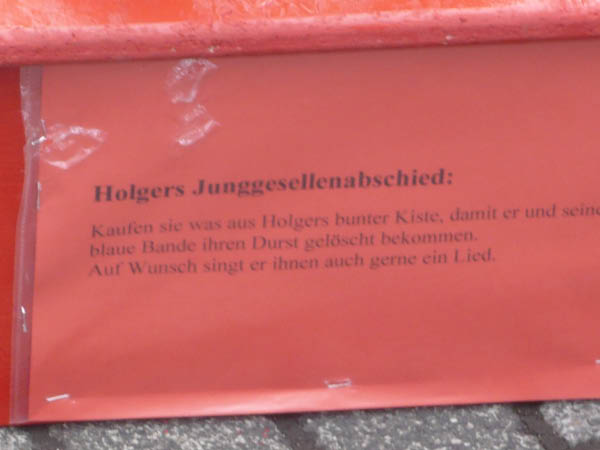 Holgers Junggesellenabschied:
Kaufen sie was aus Holgers bunter Kiste, damit er und seine
blaue Bande ihren Durst gelöscht bekommen.
Auf Wunsch singt er ihnen auch gerne ein Lied.